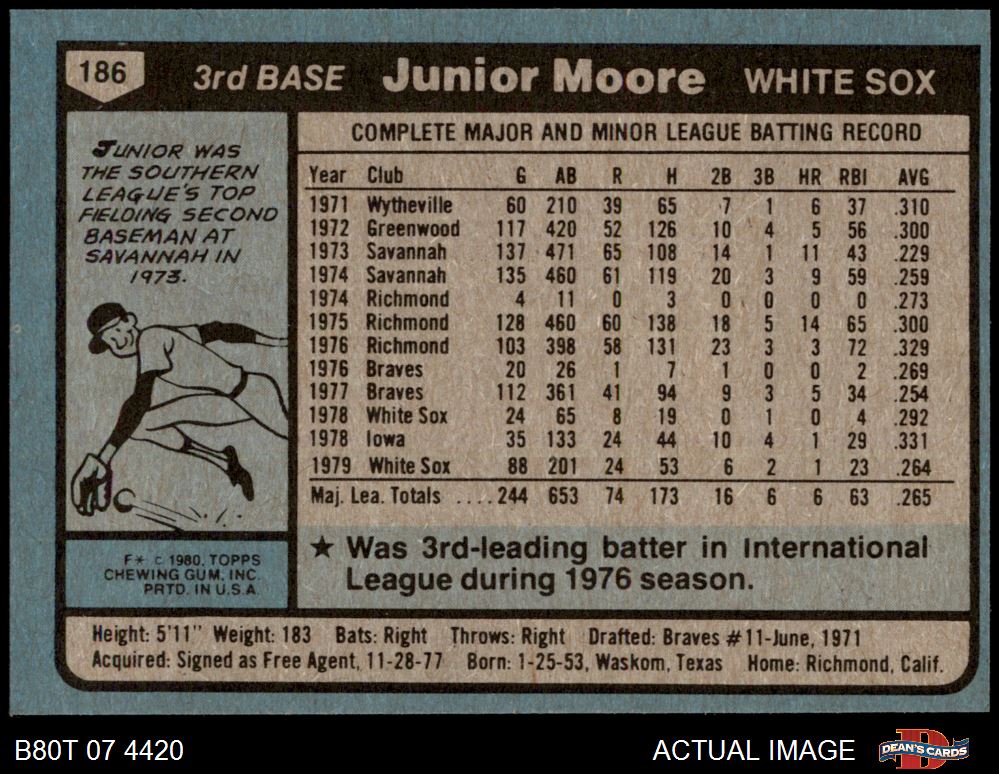 186 3rd BASE Junior Moore WHITE SOX
JUNIOR WAS
THE SOUTHERN
LEAGUE'S TOP
FIELDING SECOND
BASEMAN AT
SAVANNAH IN
1973.
F* © 1980. TOPPS
CHEWING GUM, INC.
PRTD. IN U.S.A.
COMPLETE MAJOR AND MINOR LEAGUE BATTING RECORD
Year Club G AB R H 2B 3B HR RBI AVG
1971 Wytheville 60 210 39 65 7 1 6 37 .310
1972 Greenwood 117 420 52 126 10 4 5 56 .300
1973 Savannah 137 471 65 108 14 1 11 43 .229
1974 Savannah 135 460 61 119 20 3 9 59 .259
1974 Richmond 4 11 0 3 0 0 0 0 .273
1975 Richmond 128 460 60 138 18 5 14 65 .300
1976 Richmond 103 398 58 131 23 3 3 72 .329
1976 Braves 20 26 1 7 1 0 0 2 .269
1977 Braves 112 361 41 94 9 3 5 34 .254
1978 White Sox 24 65 8 19 0 1 0 4 .292
1978 Iowa 35 133 24 44 10 4 1 29 .331
1979 White Sox 88 201 24 53 6 2 1 23 .264
Maj. Lea. Totals ....244 653 74 173 16 6 6 63 .265
★ Was 3rd-leading batter in International
League during 1976 season.
Height: 5'11" Weight: 183 Bats: Right Throws: Right Drafted: Braves #11-June, 1971
Acquired: Signed as Free Agent, 11-28-77 Born: 1-25-53, Waskom, Texas Home: Richmond, Calif.
B80T 07 4420 ACTUAL IMAGE DEAN'S CARDS